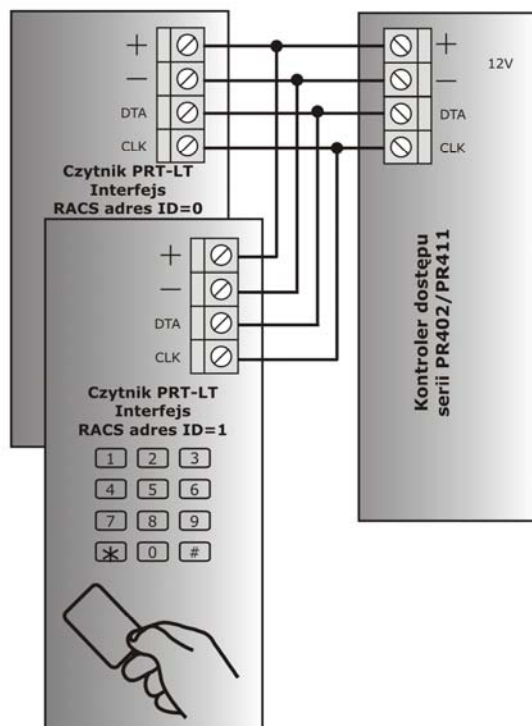 +
—
DTA
CLK
Czytnik PRT-LT
Interfejs
RACS adres ID=0
+
—
DTA
CLK
12V
Kontroler dostępu
serii PR402/PR411
+
—
DTA
CLK
Czytnik PRT-LT
Interfejs
RACS adres ID=1
1 2 3
4 5 6
7 8 9
* 0 #